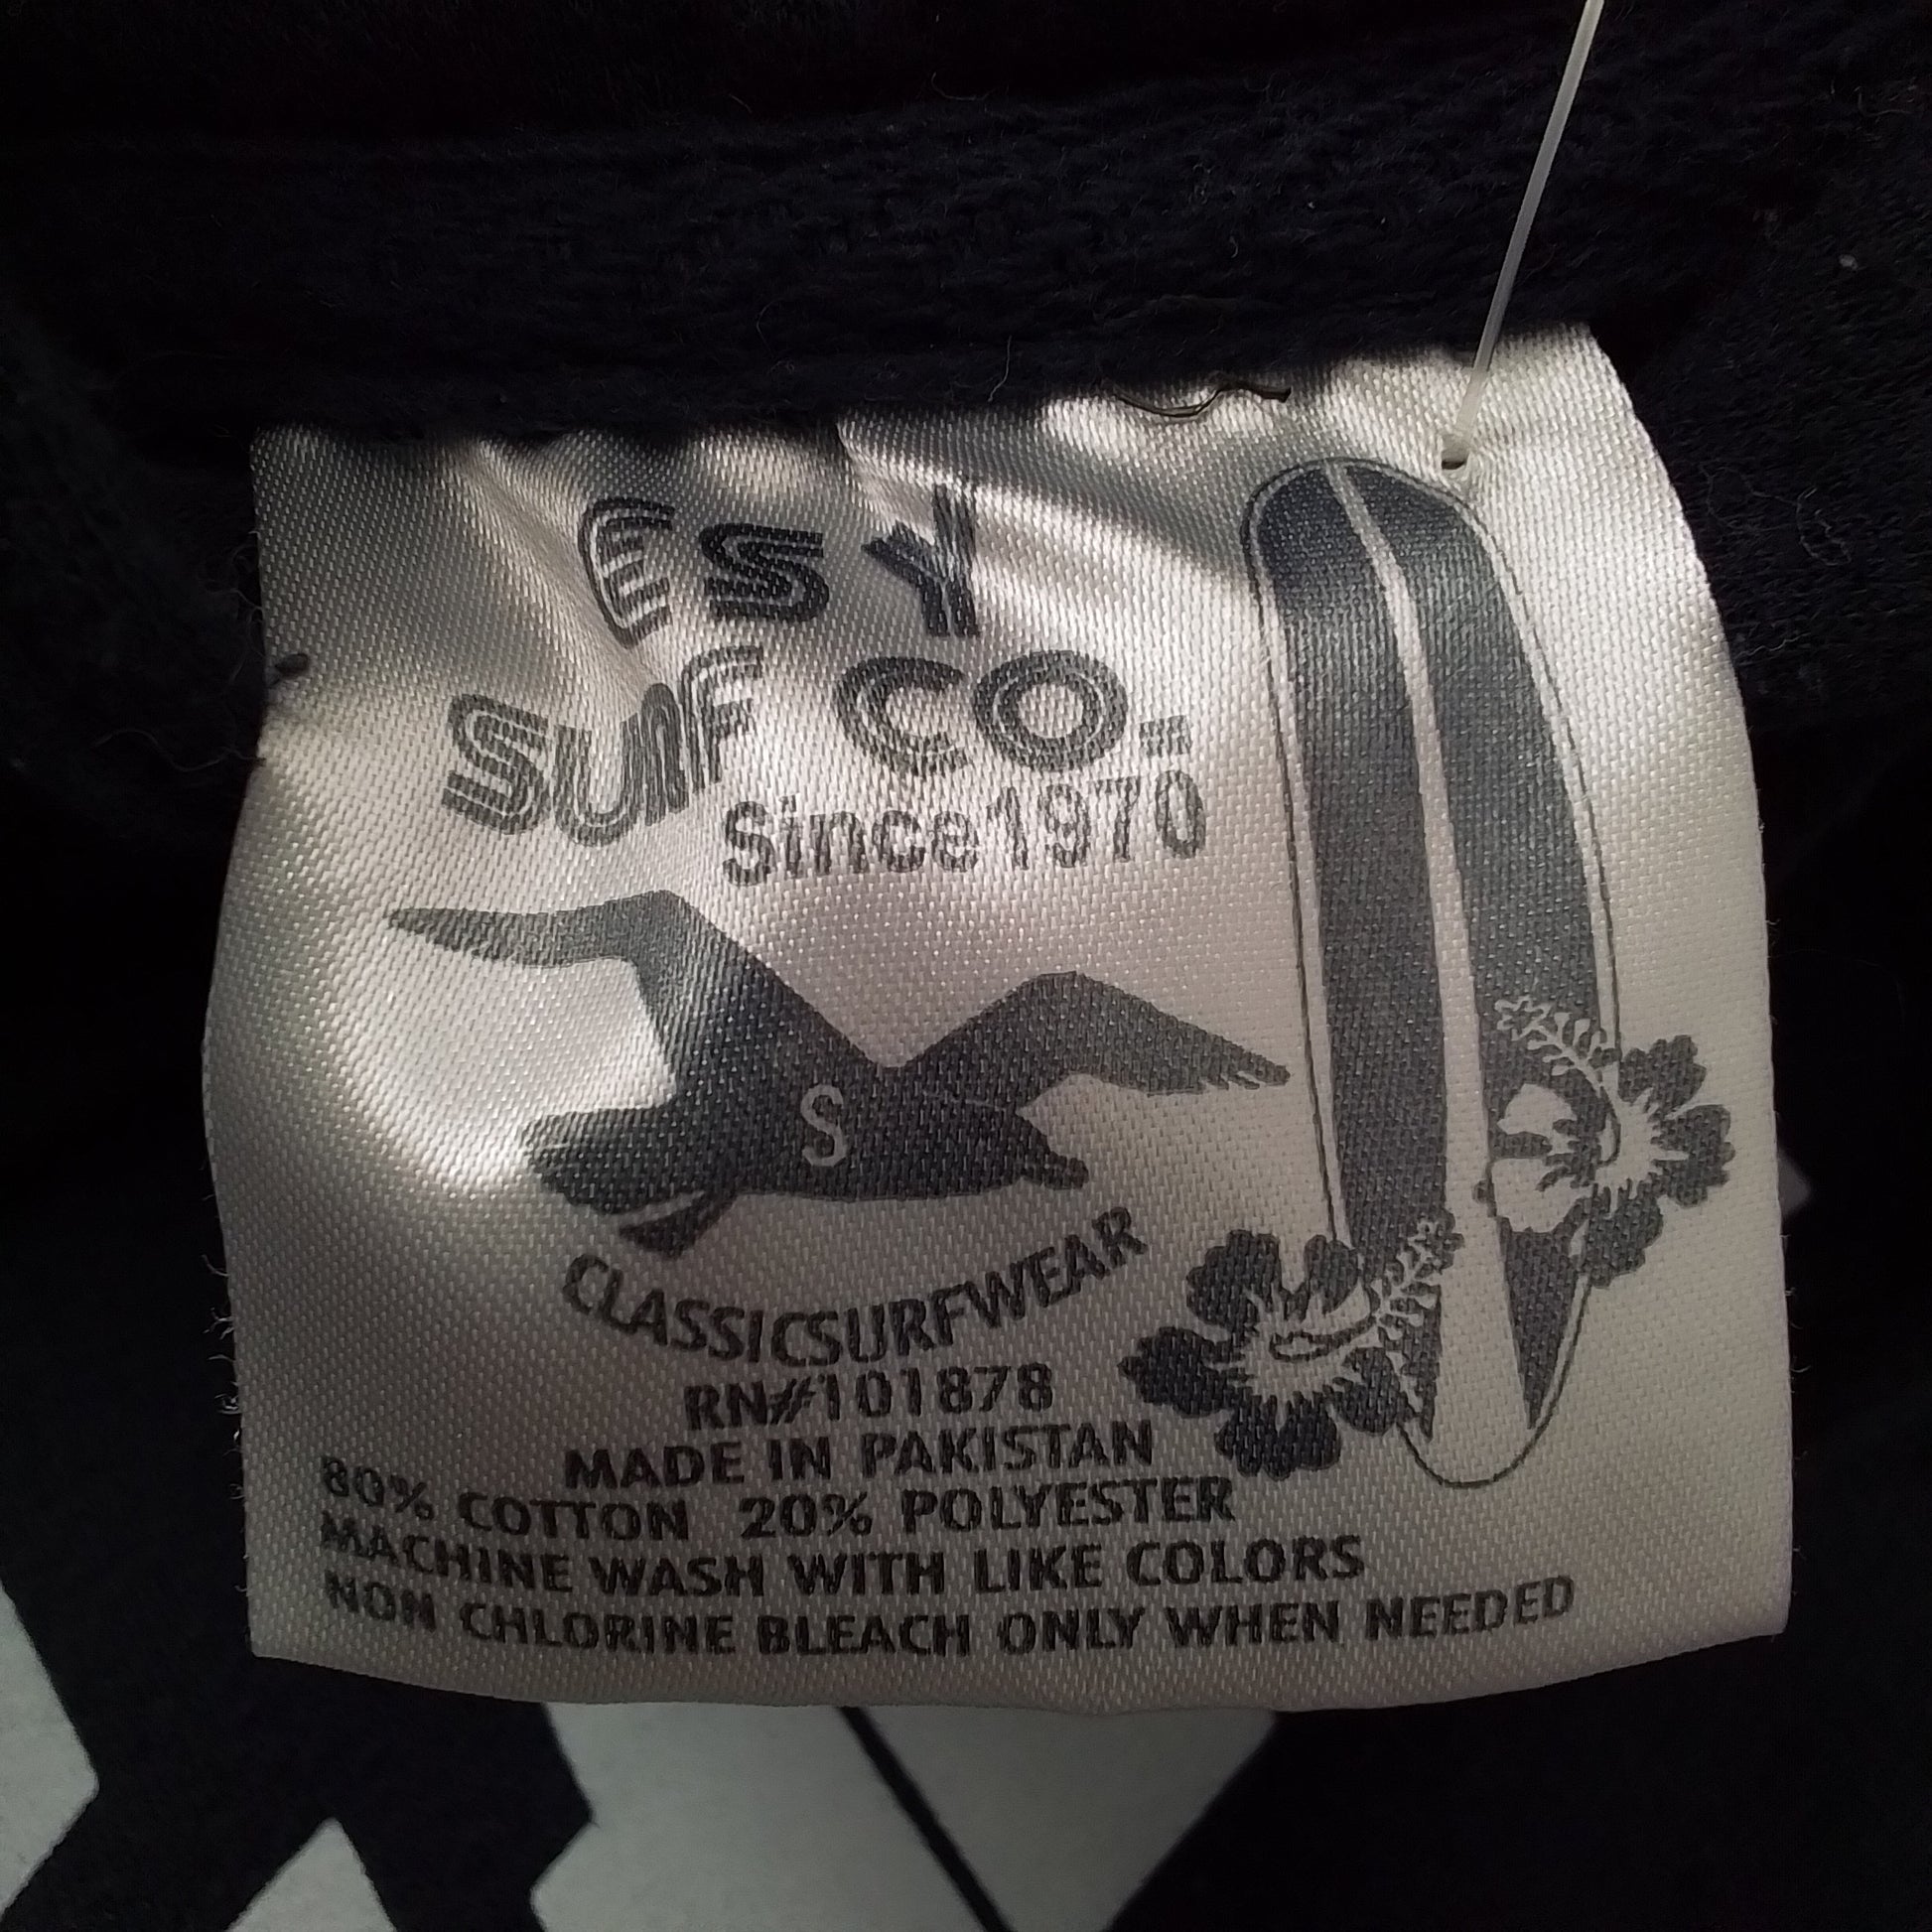 ESY
SURF CO.
Since1970
S
CLASSICSURFWEAR
RN#101878
MADE IN PAKISTAN
80% COTTON 20% POLYESTER
MACHINE WASH WITH LIKE COLORS
NON CHLORINE BLEACH ONLY WHEN NEEDED